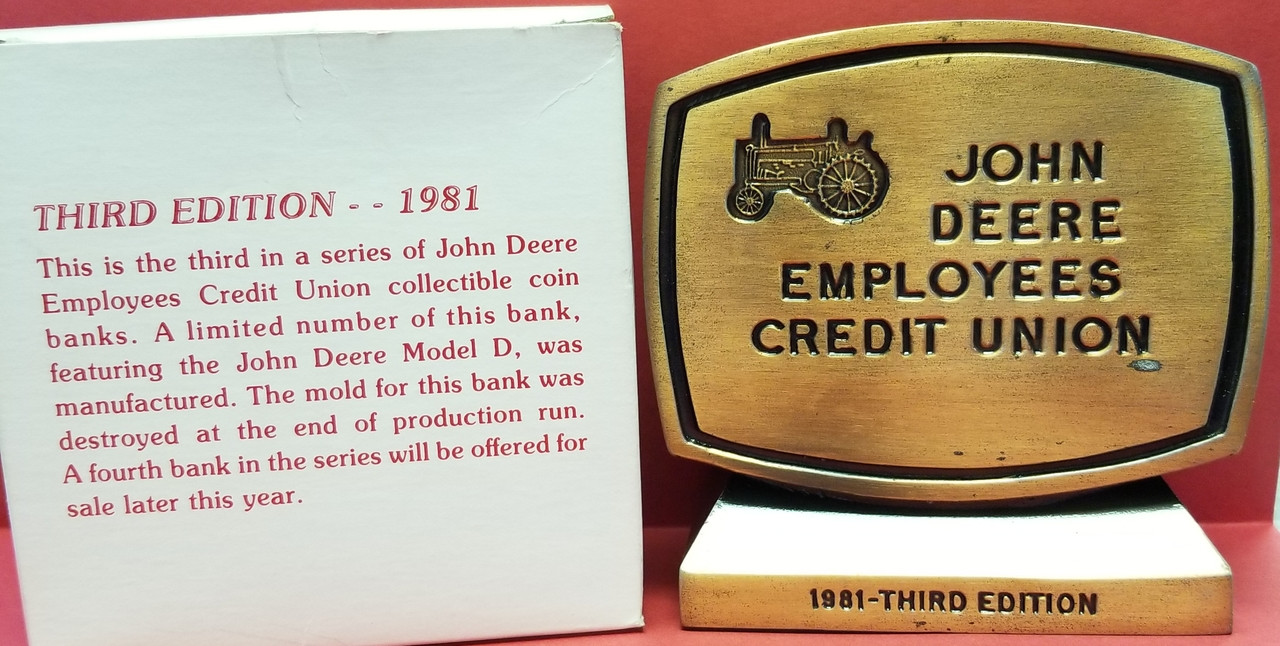 THIRD EDITION - - 1981
This is the third in a series of John Deere
Employees Credit Union collectible coin
banks. A limited number of this bank,
featuring the John Deere Model D, was
manufactured. The mold for this bank was
destroyed at the end of production run.
A fourth bank in the series will be offered for
sale later this year.
JOHN
DEERE
EMPLOYEES
CREDIT UNION
1981-THIRD EDITION